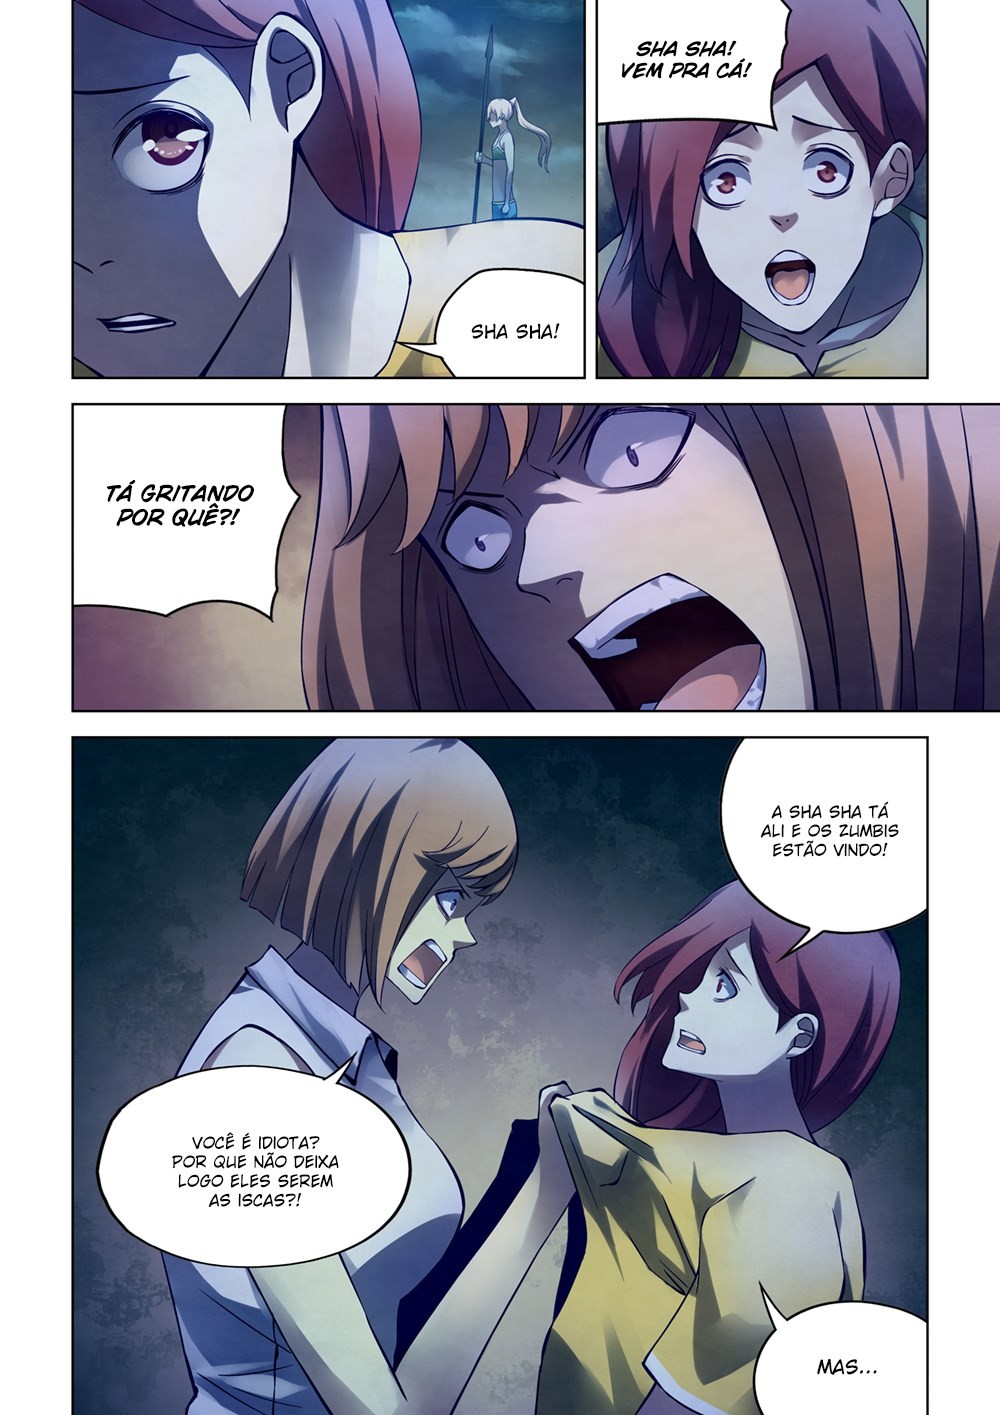 SHA SHA!
SHA SHA!
VEM PRA CÁ!
TÁ GRITANDO
POR QUÊ?!
A SHA SHA TÁ
ALI E OS ZUMBIS
ESTÃO VINDO!
VOCÊ É IDIOTA?
POR QUE NÃO DEIXA
LOGO ELES SEREM
AS ISCAS?!
MAS...